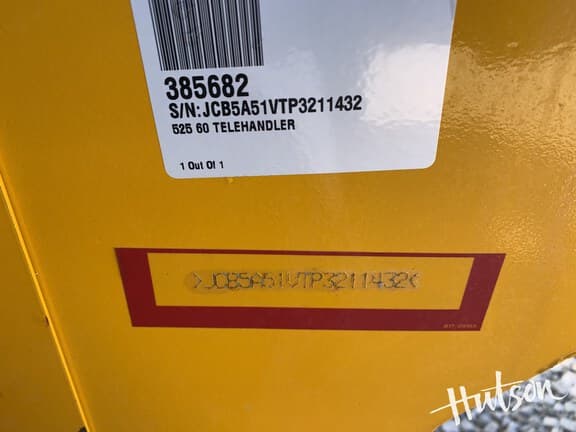 385682
S/N:JCB5A51VTP3211432
525 60 TELEHANDLER
1 Out Of 1
>JCB5A51VTP3211432<
Hutson